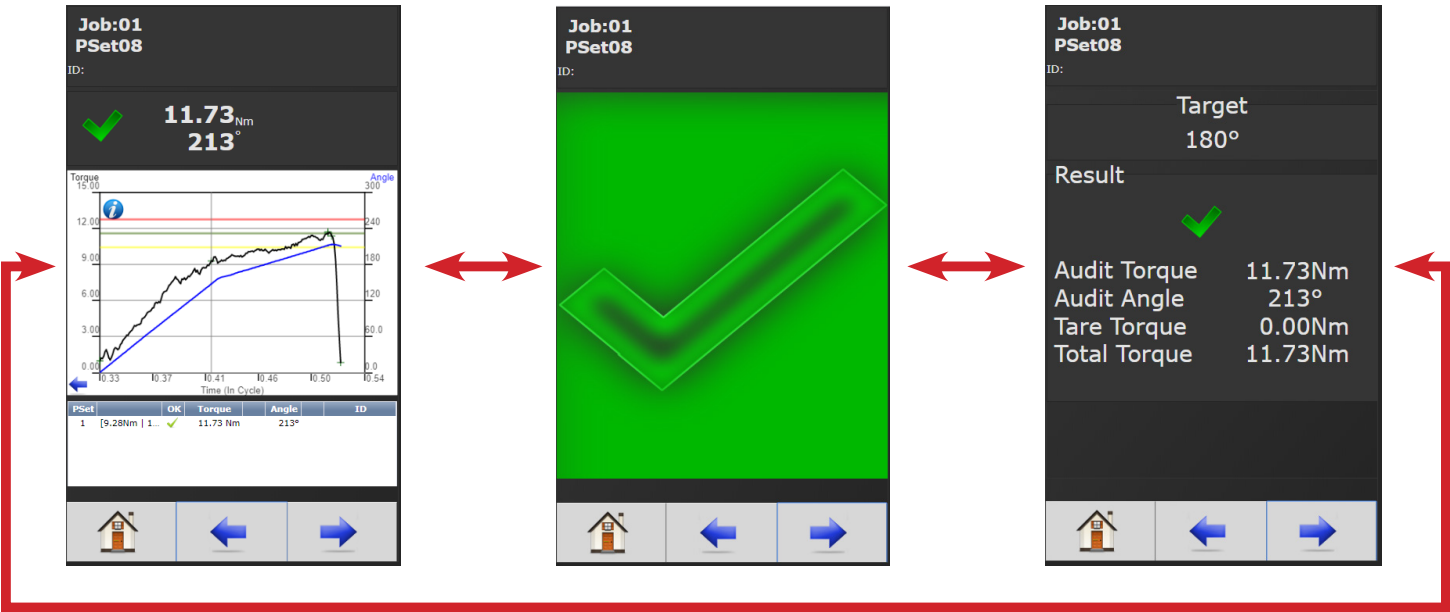 Job:01
PSet08
ID:
11.73Nm
213°
Torque Angle
15.00 300
12.00 240
9.00 180
6.00 120
3.00 60.0
0.00 0.0
0.33 0.37 0.41 0.46 0.50 0.54
Time (In Cycle)
PSet OK Torque Angle ID
1 [9.28Nm | 1... 11.73 Nm 213°
Job:01
PSet08
ID:
Job:01
PSet08
ID:
Target
180°
Result
Audit Torque 11.73Nm
Audit Angle 213°
Tare Torque 0.00Nm
Total Torque 11.73Nm